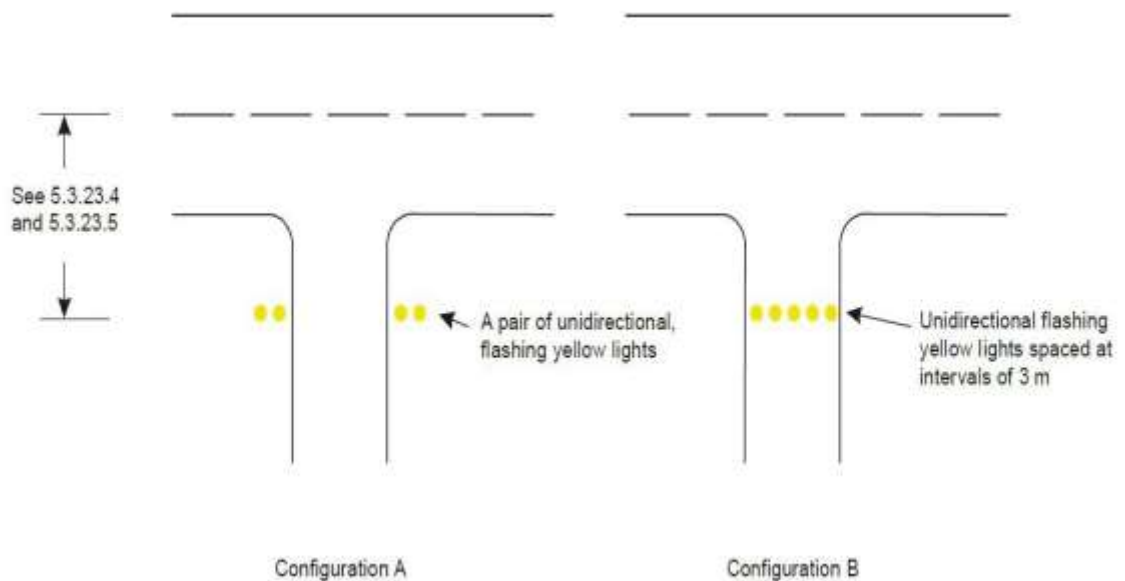 See 5.3.23.4
and 5.3.23.5
A pair of unidirectional,
flashing yellow lights
Unidirectional flashing
yellow lights spaced at
intervals of 3 m
Configuration A
Configuration B